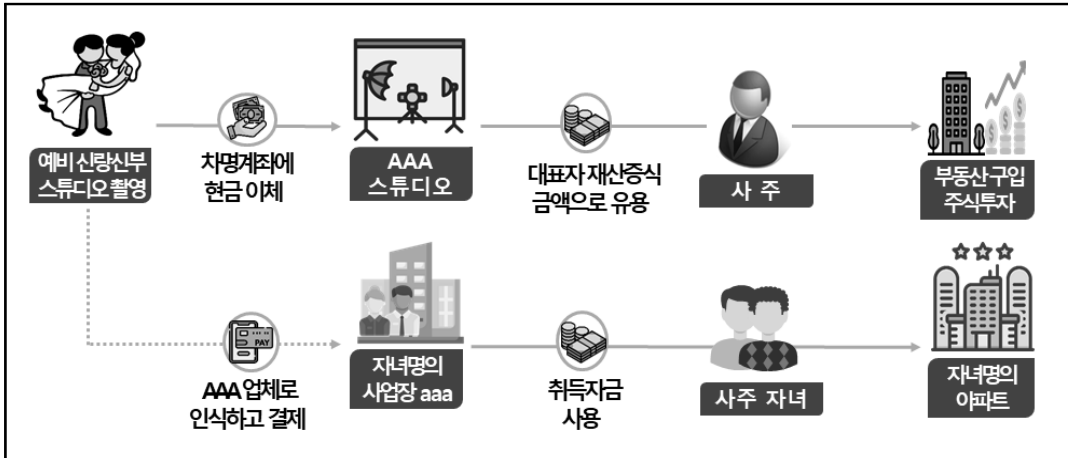 예비 신랑신부
스튜디오 촬영
차명계좌에
현금 이체
AAA
스튜디오
대표자 재산증식
금액으로 유용
사 주
부동산 구입
주식투자
PAY
AAA 업체로
인식하고 결제
자녀명의
사업장 aaa
취득자금
사용
사주 자녀
자녀명의
아파트